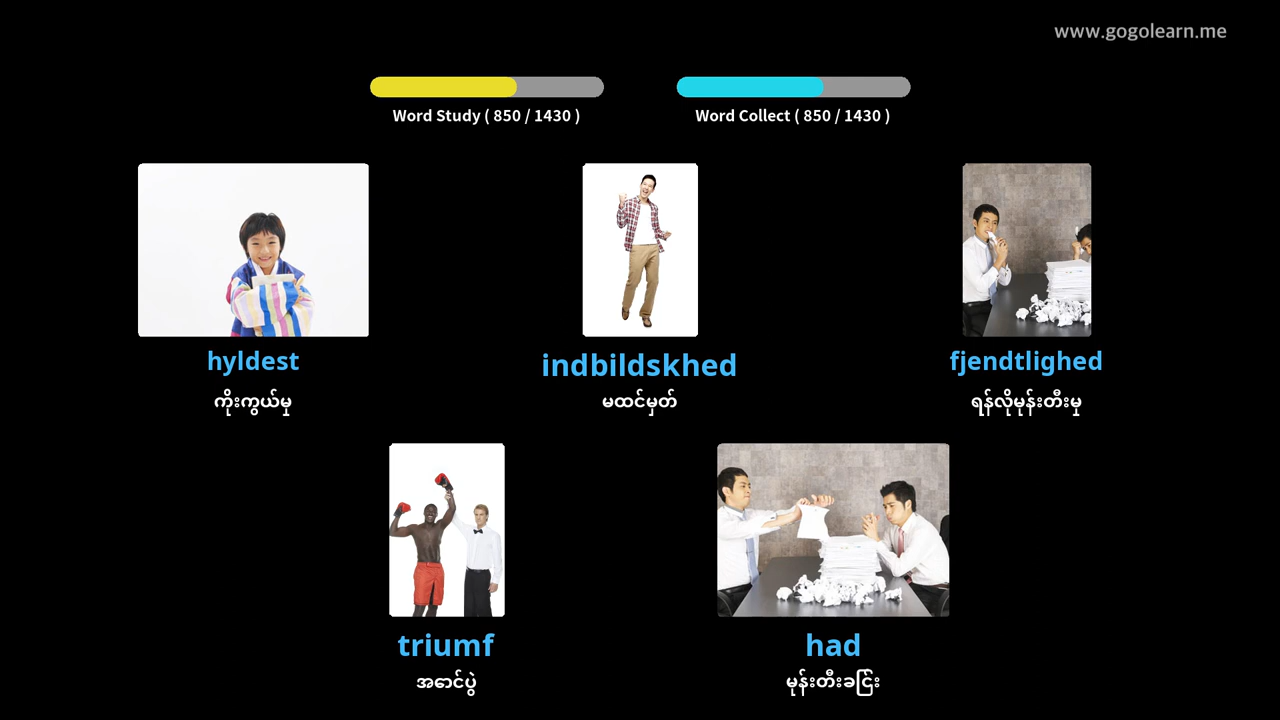 www.gogolearn.me
Word Study ( 850 / 1430 )
Word Collect ( 850 / 1430 )
hyldest
ကိုးကွယ်မှု
indbildskhed
မထင်မှတ်
fjendtlighed
ရန်လိုမုန်းတီးမှု
triumf
အောင်ပွဲ
had
မုန်းတီးခြင်း